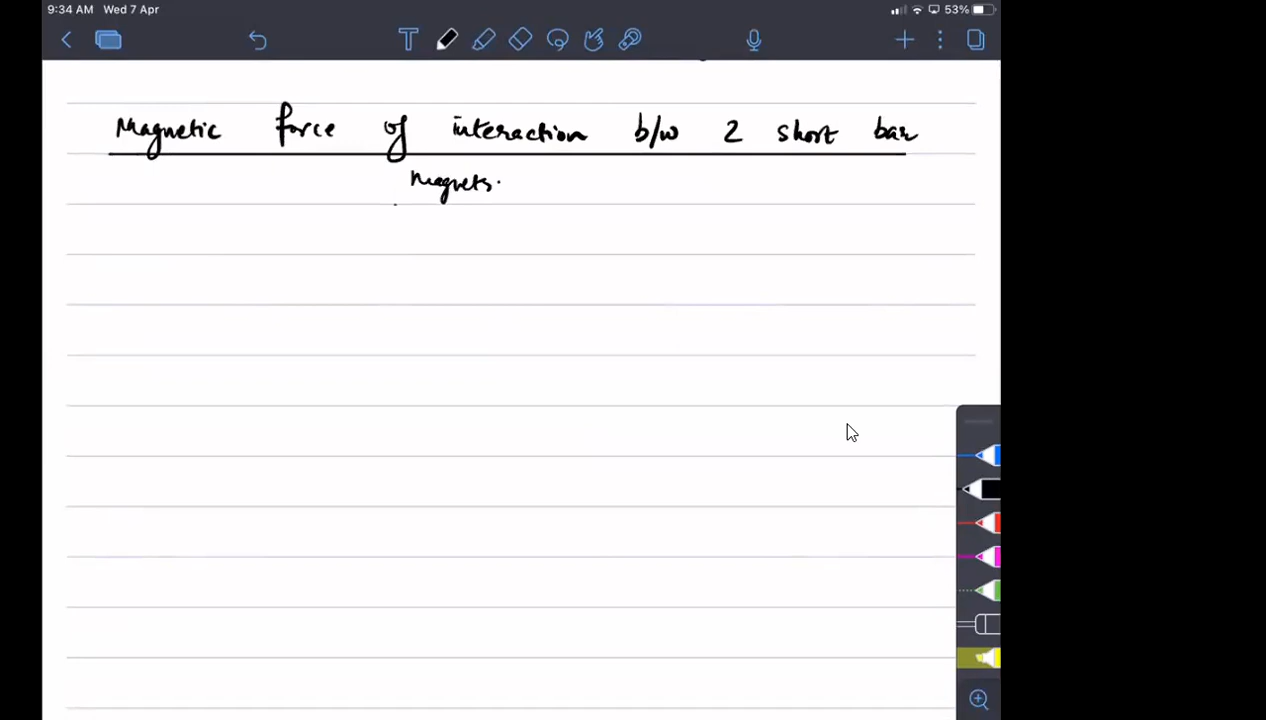 9:34 AM Wed 7 Apr 53%
T
Magnetic force of interaction b/w 2 short bar
Magnets.